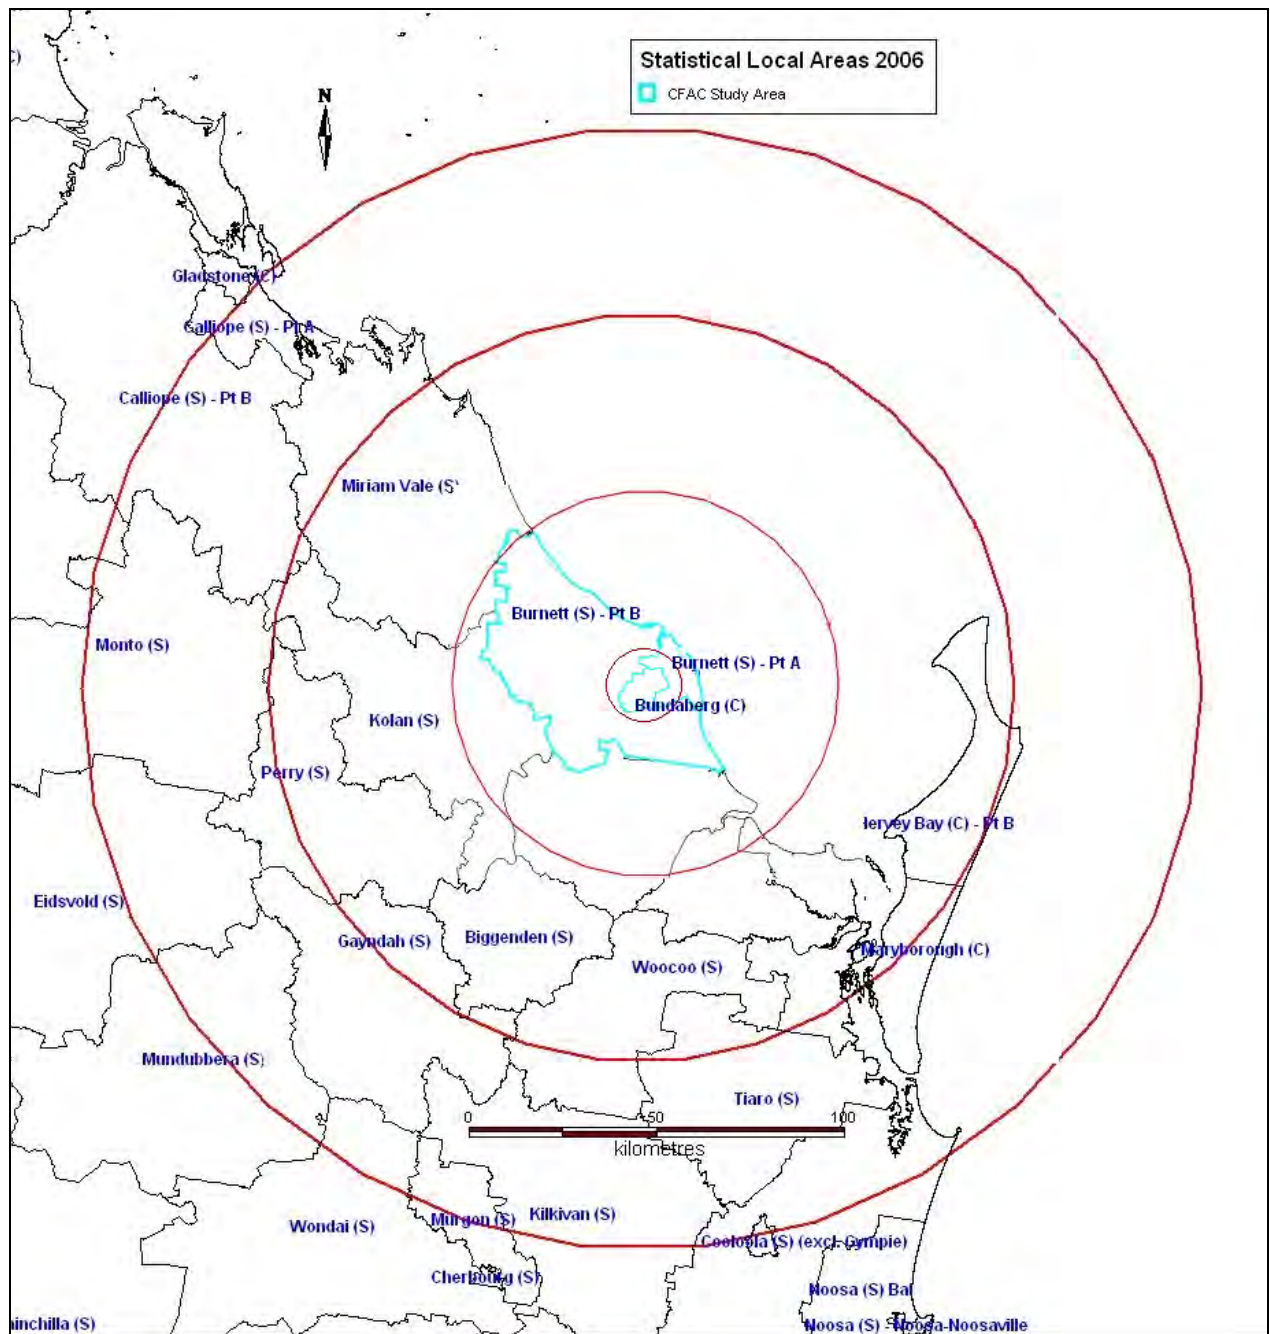 C)
Statistical Local Areas 2006
CFAC Study Area
N
Gladstone (C)
Calliope (S) - Pt A
Calliope (S) - Pt B
Miriam Vale (S)
Burnett (S) - Pt B
Monto (S)
Burnett (S) - Pt A
Bundaberg (C)
Kolan (S)
Perry (S)
Hervey Bay (C) - Pt B
Eidsvold (S)
Gayndah (S)
Biggenden (S)
Woocoo (S)
Maryborough (C)
Mundubbera (S)
Tiaro (S)
0 50 100
kilometres
Wondai (S)
Murgon (S)
Kilkivan (S)
Cooloola (S) (excl. Gympie)
Cherbourg (S)
Noosa (S) Bal
inchilla (S)
Noosa (S) - Noosa-Noosaville